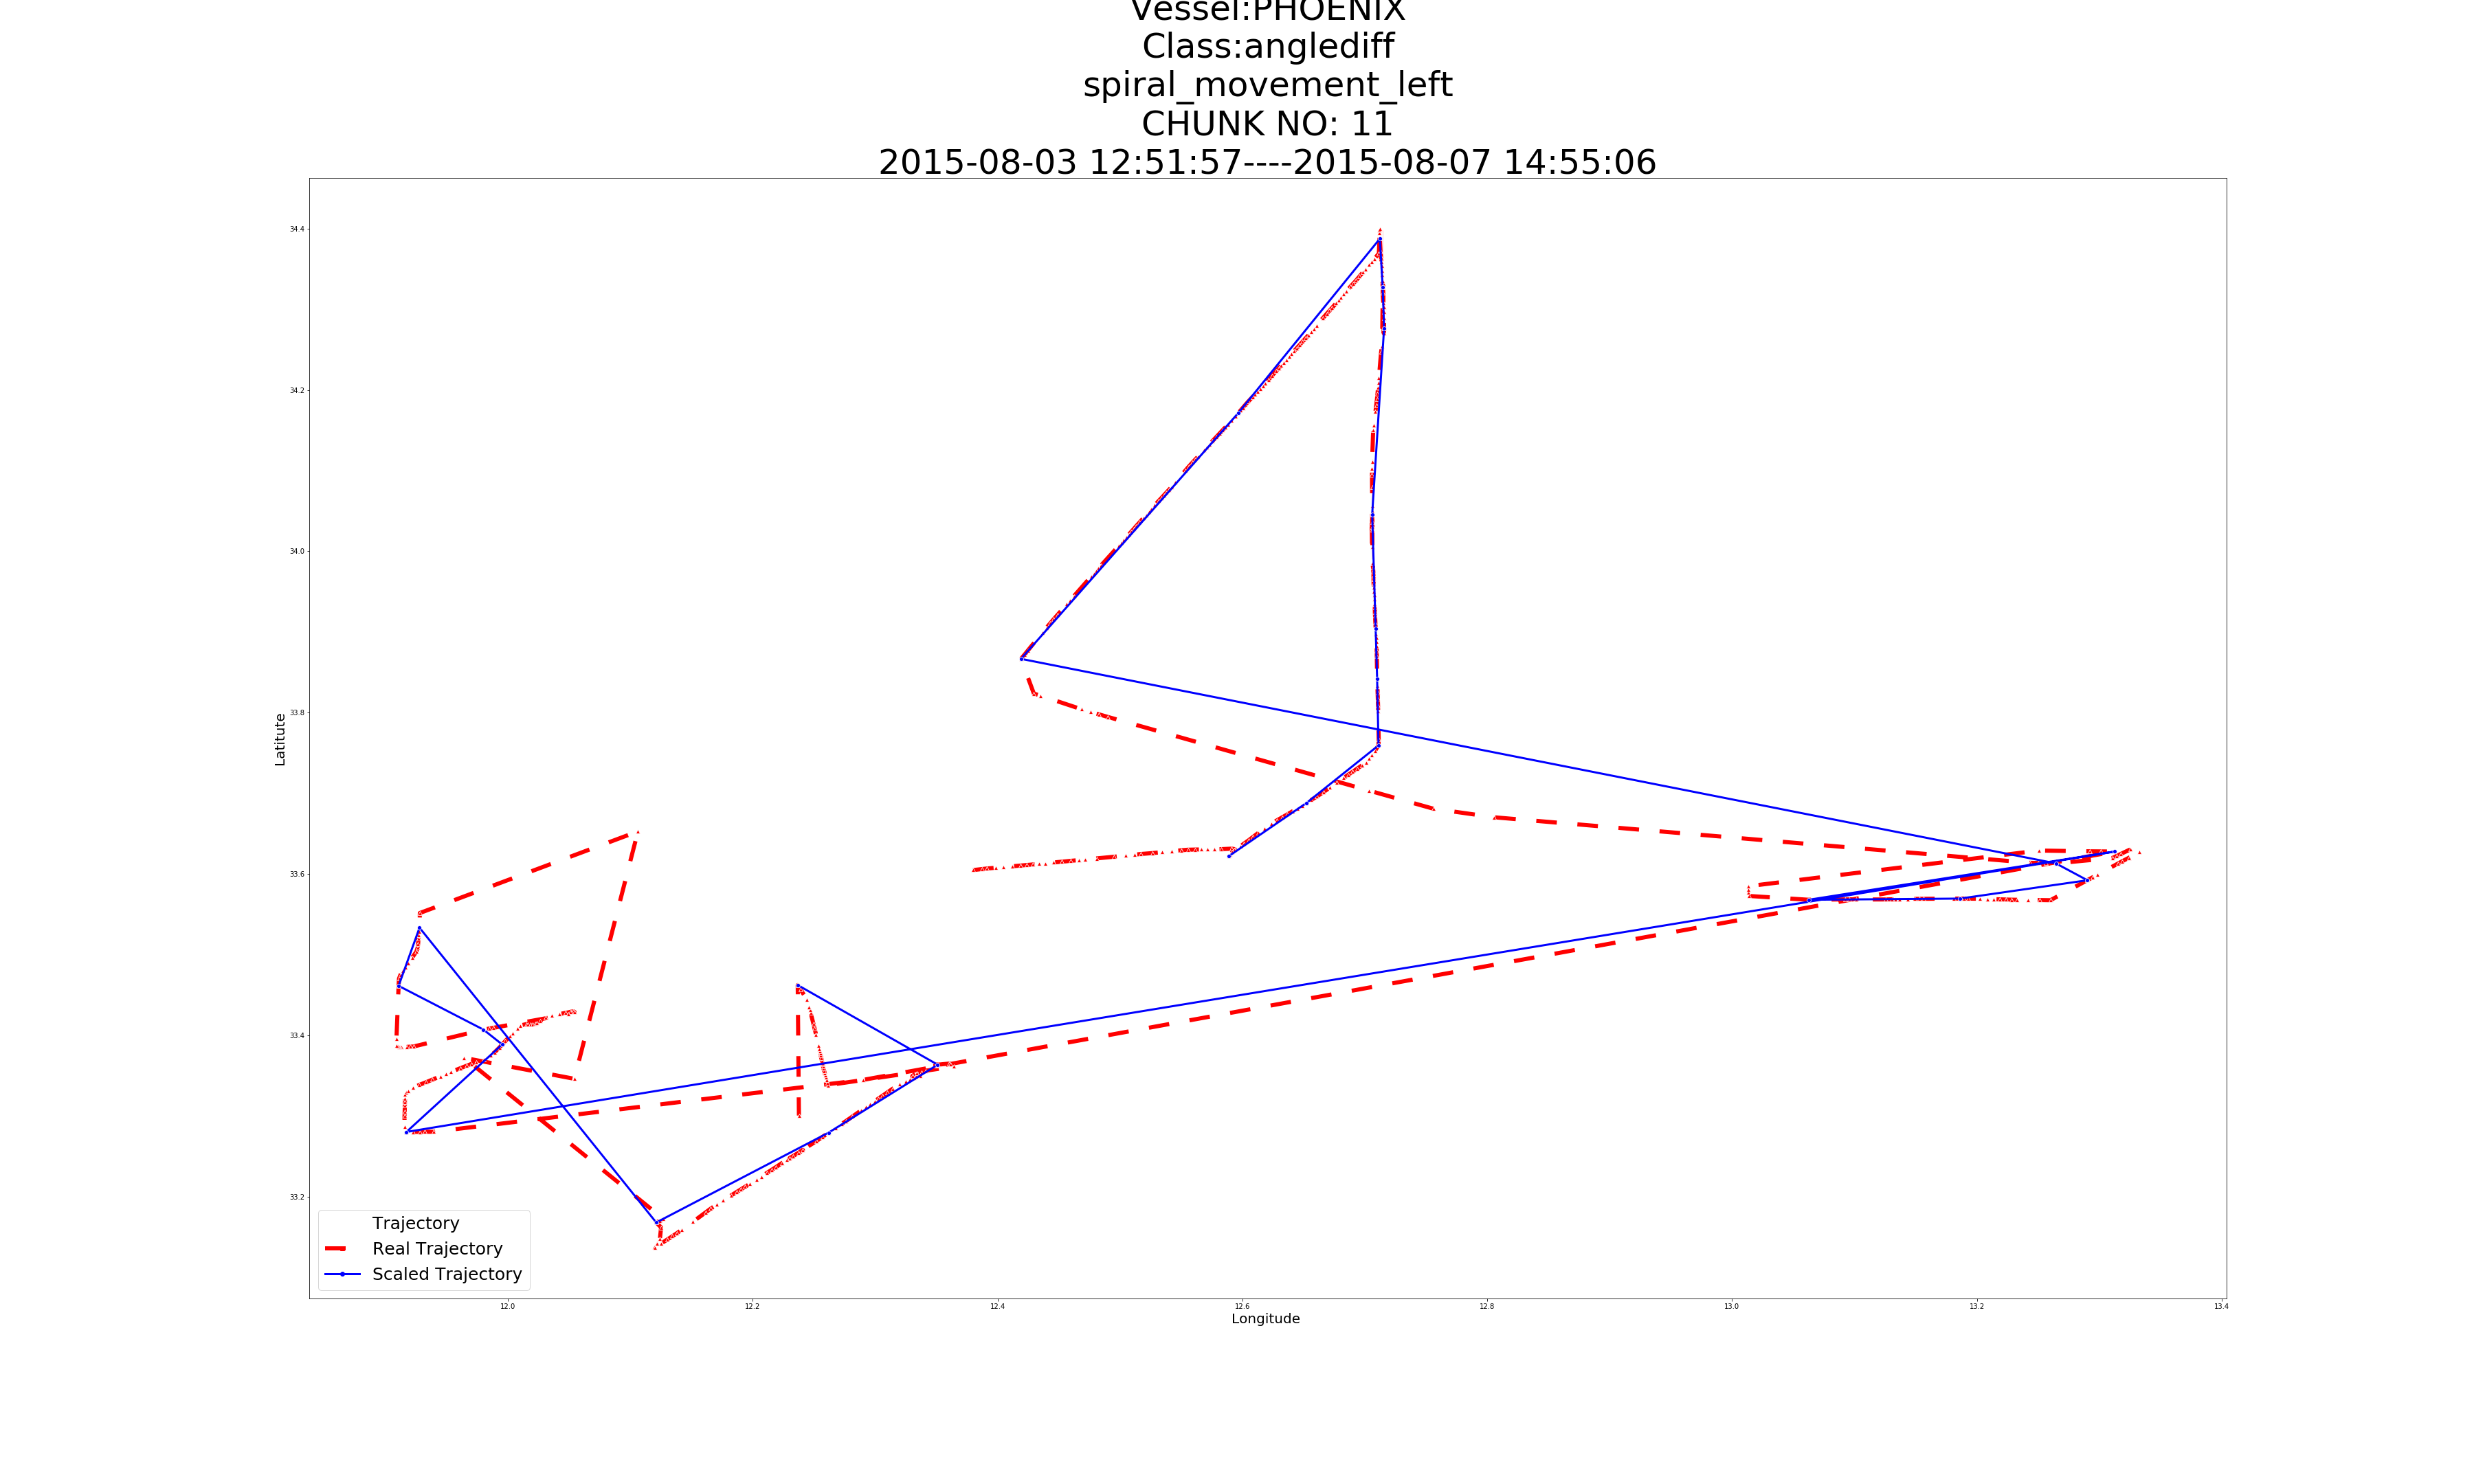 Vessel:PHOENIX
Class:anglediff
spiral_movement_left
CHUNK NO: 11
2015-08-03 12:51:57----2015-08-07 14:55:06
34.4
34.2
34.0
33.8
33.6
33.4
33.2
Latitute
Trajectory
Real Trajectory
Scaled Trajectory
12.0 12.2 12.4 12.6 12.8 13.0 13.2 13.4
Longitude